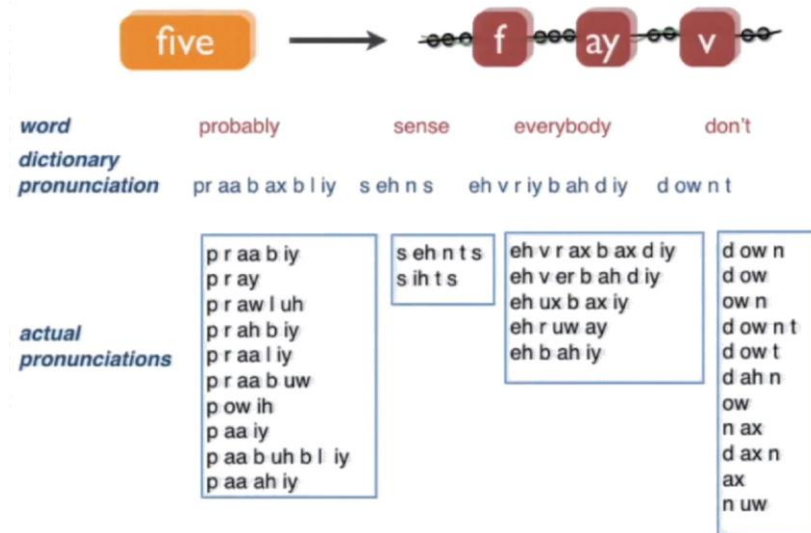 five f ay v
word probably sense everybody don't
dictionary
pronunciation pr aa b ax b l iy s eh n s eh v r iy b ah d iy d ow n t
actual
pronunciations
p r aa b iy
p r ay
p r aw l uh
p r ah b iy
p r aa l iy
p r aa b uw
p ow ih
p aa iy
p aa b uh b l iy
p aa ah iy
s eh n t s
s ih t s
eh v r ax b ax d iy
eh v er b ah d iy
eh ux b ax iy
eh r uw ay
eh b ah iy
d ow n
d ow
ow n
d ow n t
d ow t
d ah n
ow
n ax
d ax n
ax
n uw